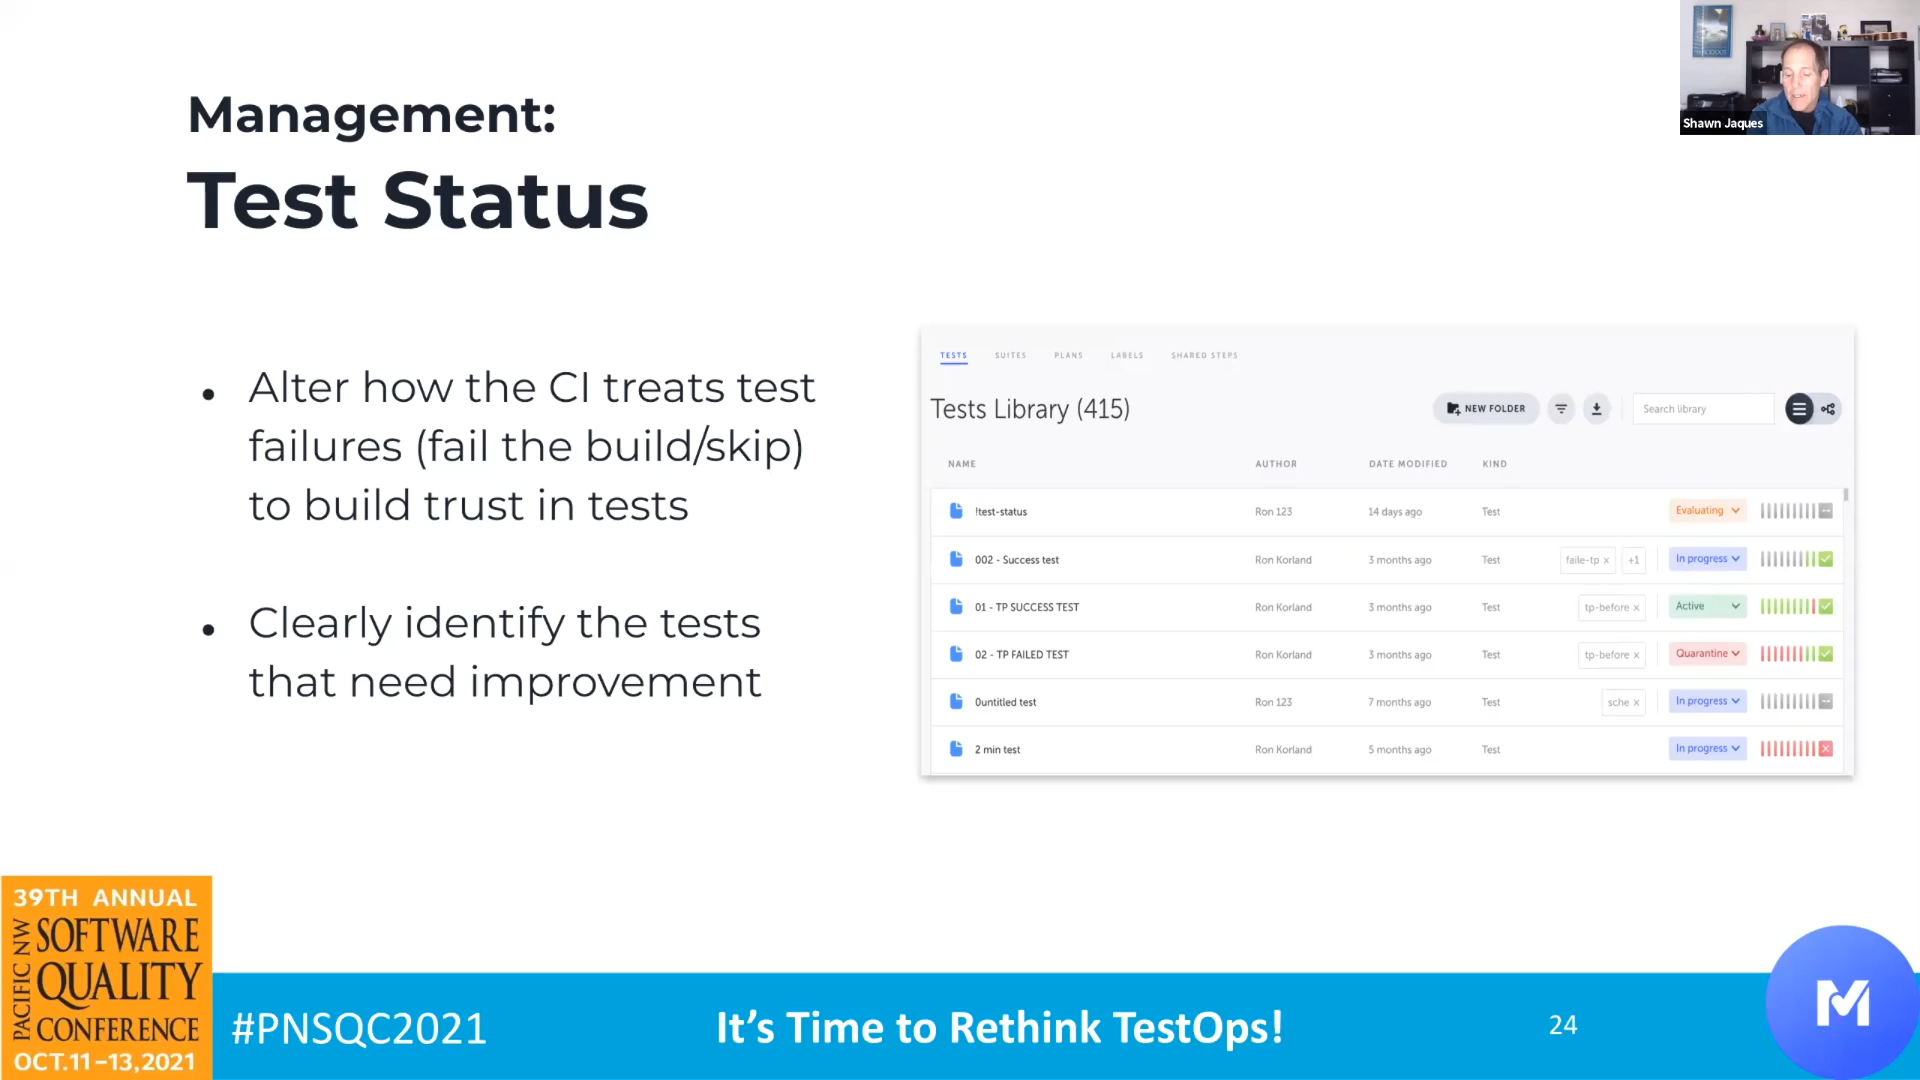 Management:
Test Status
Shawn Jaques
• Alter how the CI treats test
failures (fail the build/skip)
to build trust in tests
• Clearly identify the tests
that need improvement
TESTS SUITES PLANS LABELS SHARED STEPS
Tests Library (415) NEW FOLDER Search library
NAME AUTHOR DATE MODIFIED KIND
!test-status Ron 123 14 days ago Test Evaluating
002 - Success test Ron Korland 3 months ago Test faile-tp × +1 In progress
01 - TP SUCCESS TEST Ron Korland 3 months ago Test tp-before × Active
02 - TP FAILED TEST Ron Korland 3 months ago Test tp-before × Quarantine
0untitled test Ron 123 7 months ago Test sche × In progress
2 min test Ron Korland 5 months ago Test In progress
39TH ANNUAL
PACIFIC NW
SOFTWARE
QUALITY
CONFERENCE
OCT.11–13,2021
#PNSQC2021 It’s Time to Rethink TestOps! 24